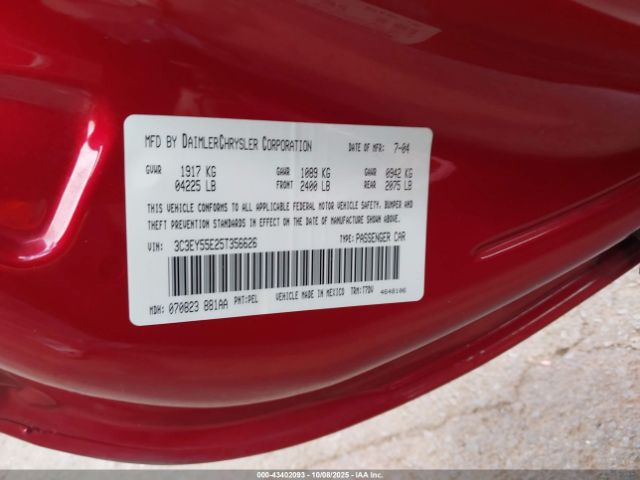 MFD BY DAIMLERCHRYSLER CORPORATION DATE OF MFR: 7-04
GVWR 1917 KG GAWR 1089 KG GAWR 0942 KG
04225 LB FRONT 2400 LB REAR 2075 LB
THIS VEHICLE CONFORMS TO ALL APPLICABLE FEDERAL MOTOR VEHICLE SAFETY, BUMPER AND
THEFT PREVENTION STANDARDS IN EFFECT ON THE DATE OF MANUFACTURE SHOWN ABOVE.
VIN: 3C3EY55E25T356626 TYPE: PASSENGER CAR
MDH: 070823 881AA PNT: PEL VEHICLE MADE IN MEXICO TRM: T7DV 4648106
000-43402093 - 10/08/2025 - IAAI.COM